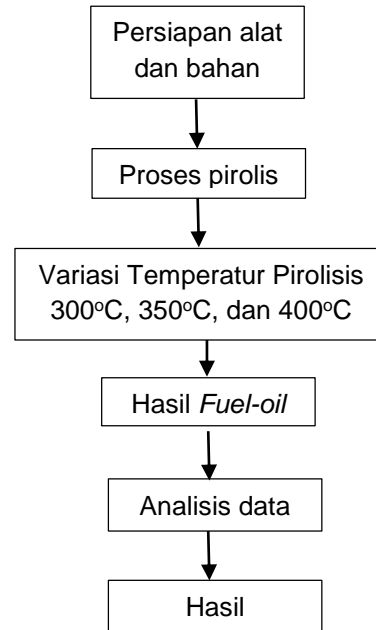 Persiapan alat
dan bahan
Proses pirolis
Variasi Temperatur Pirolisis
300°C, 350°C, dan 400°C
Hasil Fuel-oil
Analisis data
Hasil